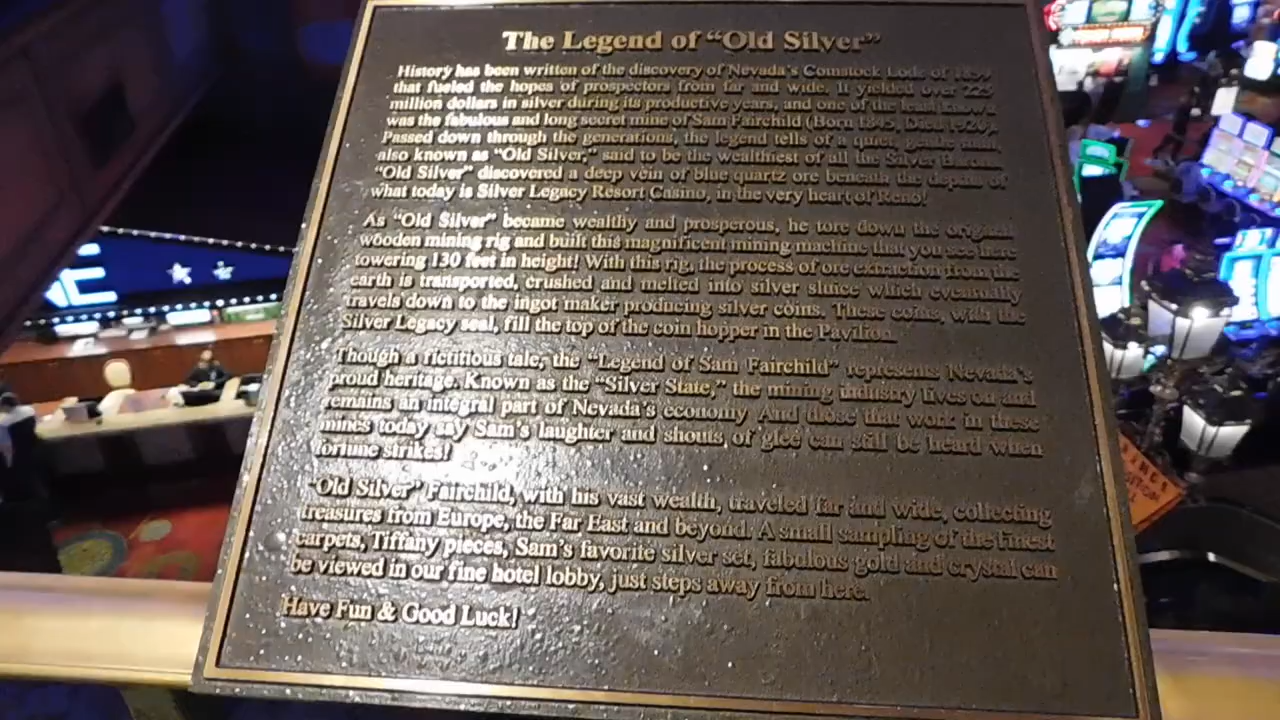 The Legend of "Old Silver"
History has been written of the discovery of Nevada's Comstock Lode of 1859
that fueled the hopes of prospectors from far and wide. It yielded over 225
million dollars in silver during its productive years, and one of the least known
was the fabulous and long secret mine of Sam Fairchild (Born 1845, Died 1920).
Passed down through the generations, the legend tells of a quiet, gentle man,
also known as "Old Silver," said to be the wealthiest of all the Silver Barons.
"Old Silver" discovered a deep vein of blue quartz ore beneath the depths of
what today is Silver Legacy Resort Casino, in the very heart of Reno!
As "Old Silver" became wealthy and prosperous, he tore down the original
wooden mining rig and built this magnificent mining machine that you see here
towering 130 feet in height! With this rig, the process of ore extraction from the
earth is transported, crushed and melted into silver sluice which eventually
travels down to the ingot maker producing silver coins. These coins, with the
Silver Legacy seal, fill the top of the coin hopper in the Pavilion.
Though a fictitious tale, the "Legend of Sam Fairchild" represents Nevada's
proud heritage. Known as the "Silver State," the mining industry lives on and
remains an integral part of Nevada's economy And those that work in these
mines today say Sam's laughter and shouts of glee can still be heard when
fortune strikes!
"Old Silver" Fairchild, with his vast wealth, traveled far and wide, collecting
treasures from Europe, the Far East and beyond. A small sampling of the finest
carpets, Tiffany pieces, Sam's favorite silver set, fabulous gold and crystal can
be viewed in our fine hotel lobby, just steps away from here.
Have Fun & Good Luck!